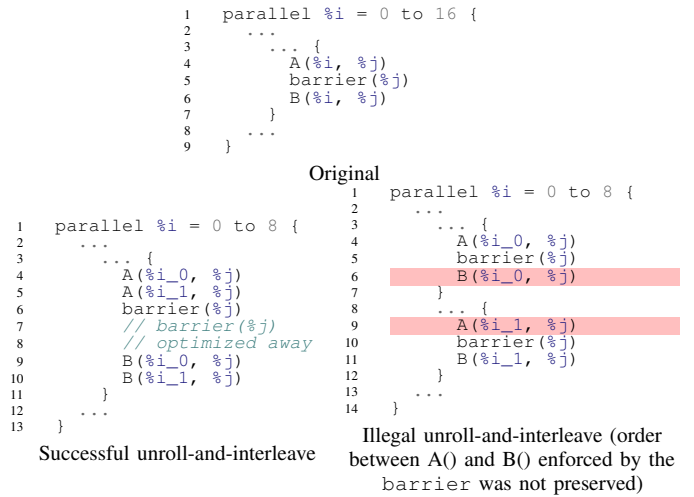 1 parallel %i = 0 to 16 {
2 ...
3 ... {
4 A(%i, %j)
5 barrier(%j)
6 B(%i, %j)
7 }
8 ...
9 }
Original
1 parallel %i = 0 to 8 {
2 ...
3 ... {
4 A(%i_0, %j)
5 A(%i_1, %j)
6 barrier(%j)
7 // barrier(%j)
8 // optimized away
9 B(%i_0, %j)
10 B(%i_1, %j)
11 }
12 ...
13 }
Successful unroll-and-interleave
1 parallel %i = 0 to 8 {
2 ...
3 ... {
4 A(%i_0, %j)
5 barrier(%j)
6 B(%i_0, %j)
7 }
8 ... {
9 A(%i_1, %j)
10 barrier(%j)
11 B(%i_1, %j)
12 }
13 ...
14 }
Illegal unroll-and-interleave (order
between A() and B() enforced by the
barrier was not preserved)